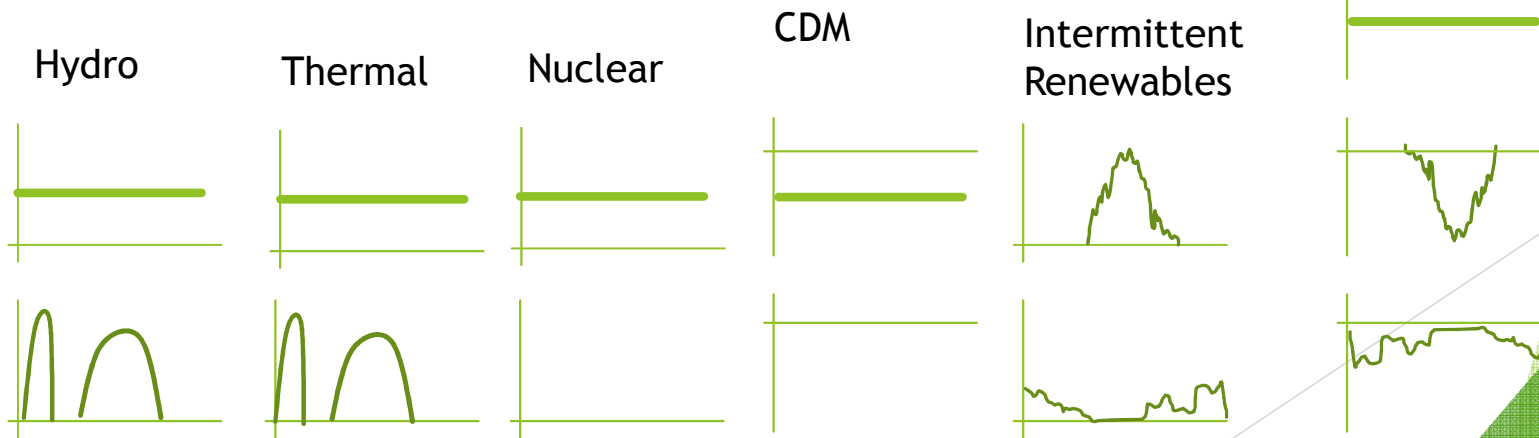 Hydro
Thermal
Nuclear
CDM
Intermittent
Renewables